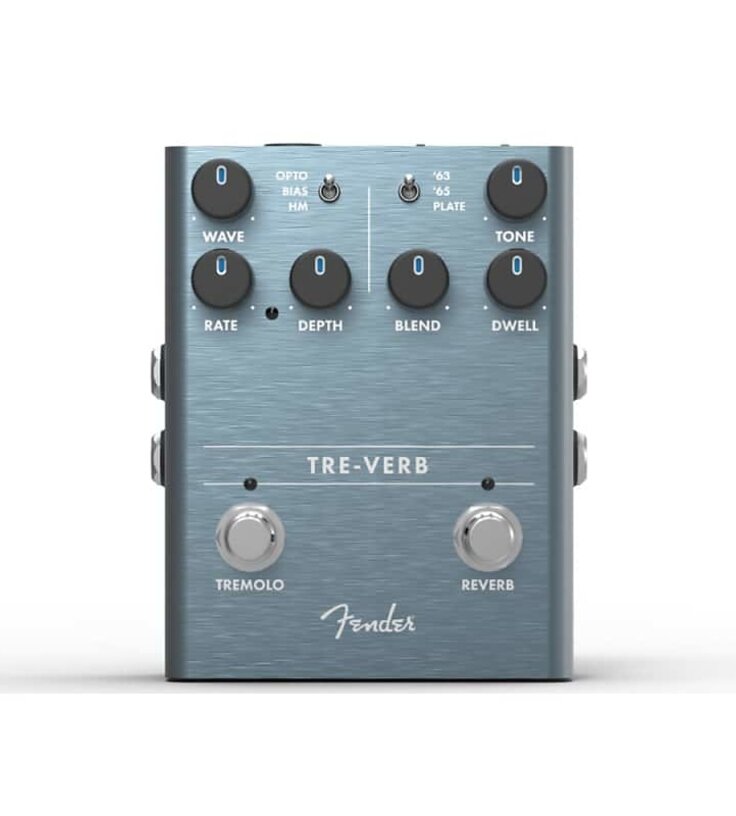 OPTO
BIAS
HM
'63
'65
PLATE
WAVE
TONE
RATE
DEPTH
BLEND
DWELL
TRE-VERB
TREMOLO
REVERB
Fender